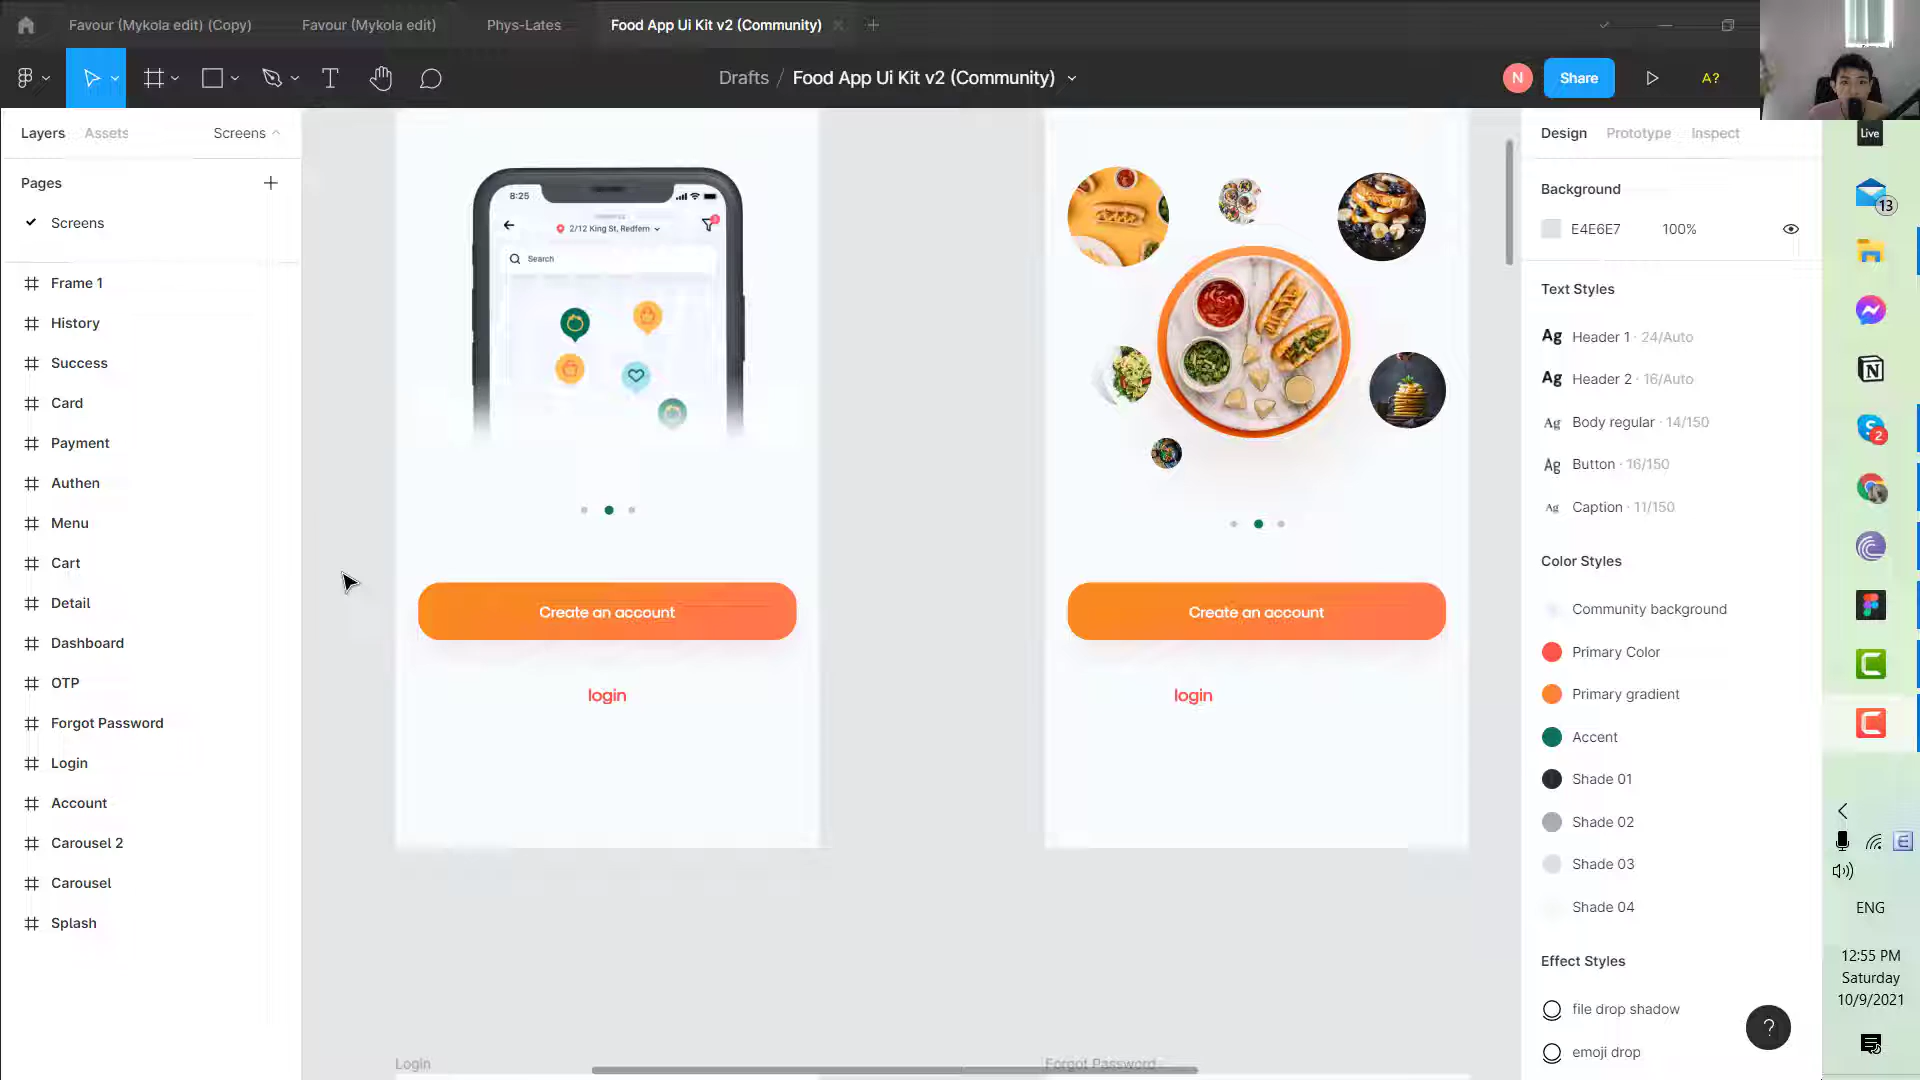 Favour (Mykola edit) (Copy)
Favour (Mykola edit)
Phys-Lates
Food App Ui Kit v2 (Community)
Drafts / Food App Ui Kit v2 (Community)
N
Share
A?
Layers
Assets
Screens
Pages
Screens
Frame 1
History
Success
Card
Payment
Authen
Menu
Cart
Detail
Dashboard
OTP
Forgot Password
Login
Account
Carousel 2
Carousel
Splash
8:25
2/12 King St, Redfern
Search
Create an account
login
Create an account
login
Login
Forgot Password
Design
Prototype
Inspect
Background
E4E6E7
100%
Text Styles
Ag Header 1 · 24/Auto
Ag Header 2 · 16/Auto
Ag Body regular · 14/150
Ag Button · 16/150
Ag Caption · 11/150
Color Styles
Community background
Primary Color
Primary gradient
Accent
Shade 01
Shade 02
Shade 03
Shade 04
Effect Styles
file drop shadow
emoji drop
?
Live
13
2
ENG
12:55 PM
Saturday
10/9/2021